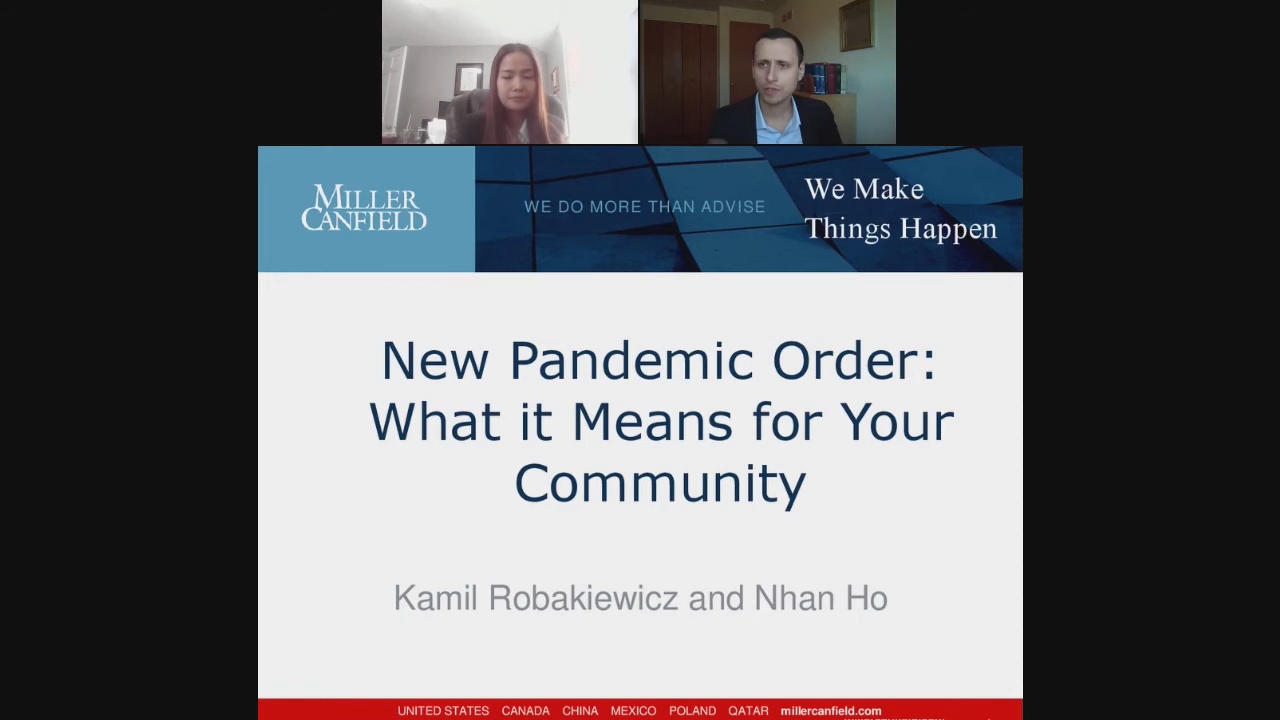 MILLER
CANFIELD
WE DO MORE THAN ADVISE
We Make
Things Happen
New Pandemic Order:
What it Means for Your
Community
Kamil Robakiewicz and Nhan Ho
UNITED STATES CANADA CHINA MEXICO POLAND QATAR millercanfield.com